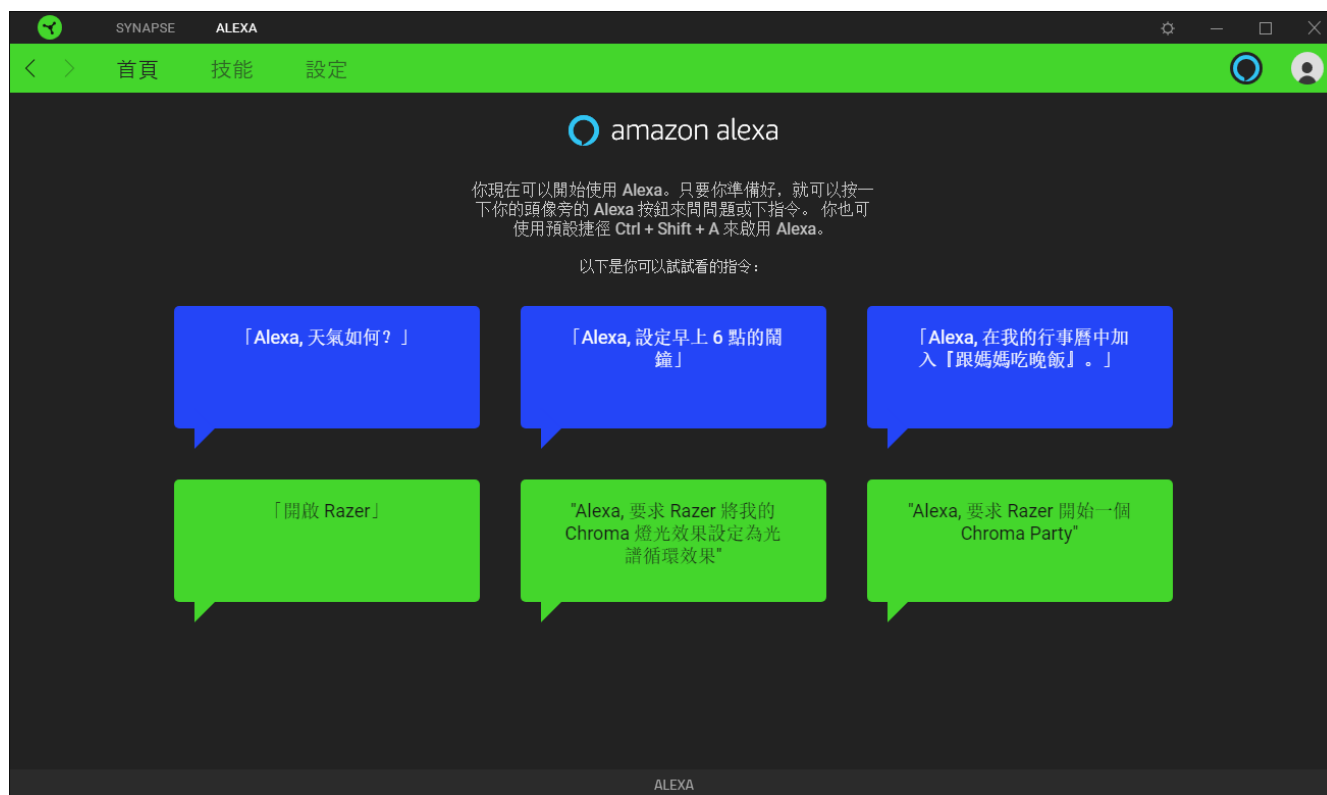 SYNAPSE ALEXA
首頁 技能 設定
amazon alexa
你現在可以開始使用 Alexa。只要你準備好，就可以按一
下你的頭像旁的 Alexa 按鈕來問問題或下指令。 你也可
使用預設捷徑 Ctrl + Shift + A 來啟用 Alexa。
以下是你可以試試看的指令：
「Alexa, 天氣如何？」
「Alexa, 設定早上 6 點的鬧
鐘」
「Alexa, 在我的行事曆中加
入『跟媽媽吃晚飯』。」
「開啟 Razer」
"Alexa, 要求 Razer 將我的
Chroma 燈光效果設定為光
譜循環效果"
"Alexa, 要求 Razer 開始一個
Chroma Party"
ALEXA